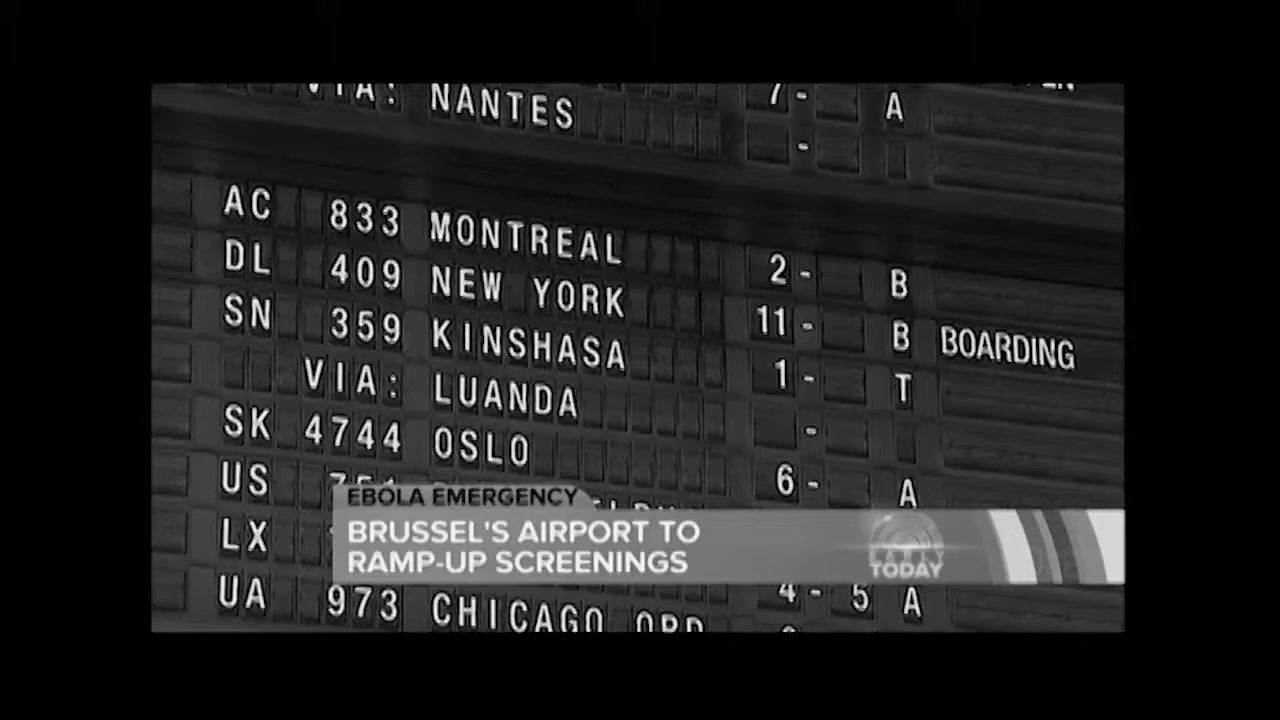 VIA: NANTES 7 - A
-
AC 833 MONTREAL 2 - B
DL 409 NEW YORK 11 - B BOARDING
SN 359 KINSHASA 1 - T
VIA: LUANDA -
SK 4744 OSLO 6 - A
US
EBOLA EMERGENCY
LX
BRUSSEL'S AIRPORT TO
RAMP-UP SCREENINGS
TODAY
UA 973 CHICAGO ORD 4 - 5 A